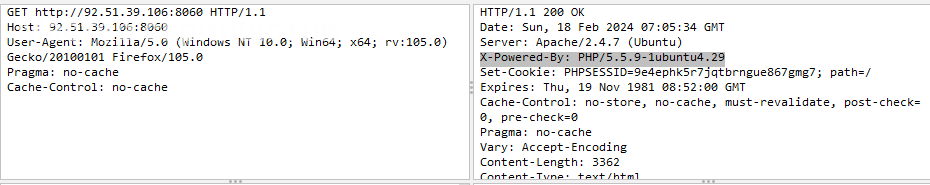 GET http://92.51.39.106:8060 HTTP/1.1
Host: 92.51.39.106:8060
User-Agent: Mozilla/5.0 (Windows NT 10.0; Win64; x64; rv:105.0)
Gecko/20100101 Firefox/105.0
Pragma: no-cache
Cache-Control: no-cache
HTTP/1.1 200 OK
Date: Sun, 18 Feb 2024 07:05:34 GMT
Server: Apache/2.4.7 (Ubuntu)
X-Powered-By: PHP/5.5.9-1ubuntu4.29
Set-Cookie: PHPSESSID=9e4ephk5r7jqtbrngue867gmg7; path=/
Expires: Thu, 19 Nov 1981 08:52:00 GMT
Cache-Control: no-store, no-cache, must-revalidate, post-check=
0, pre-check=0
Pragma: no-cache
Vary: Accept-Encoding
Content-Length: 3362
Content-Type: text/html